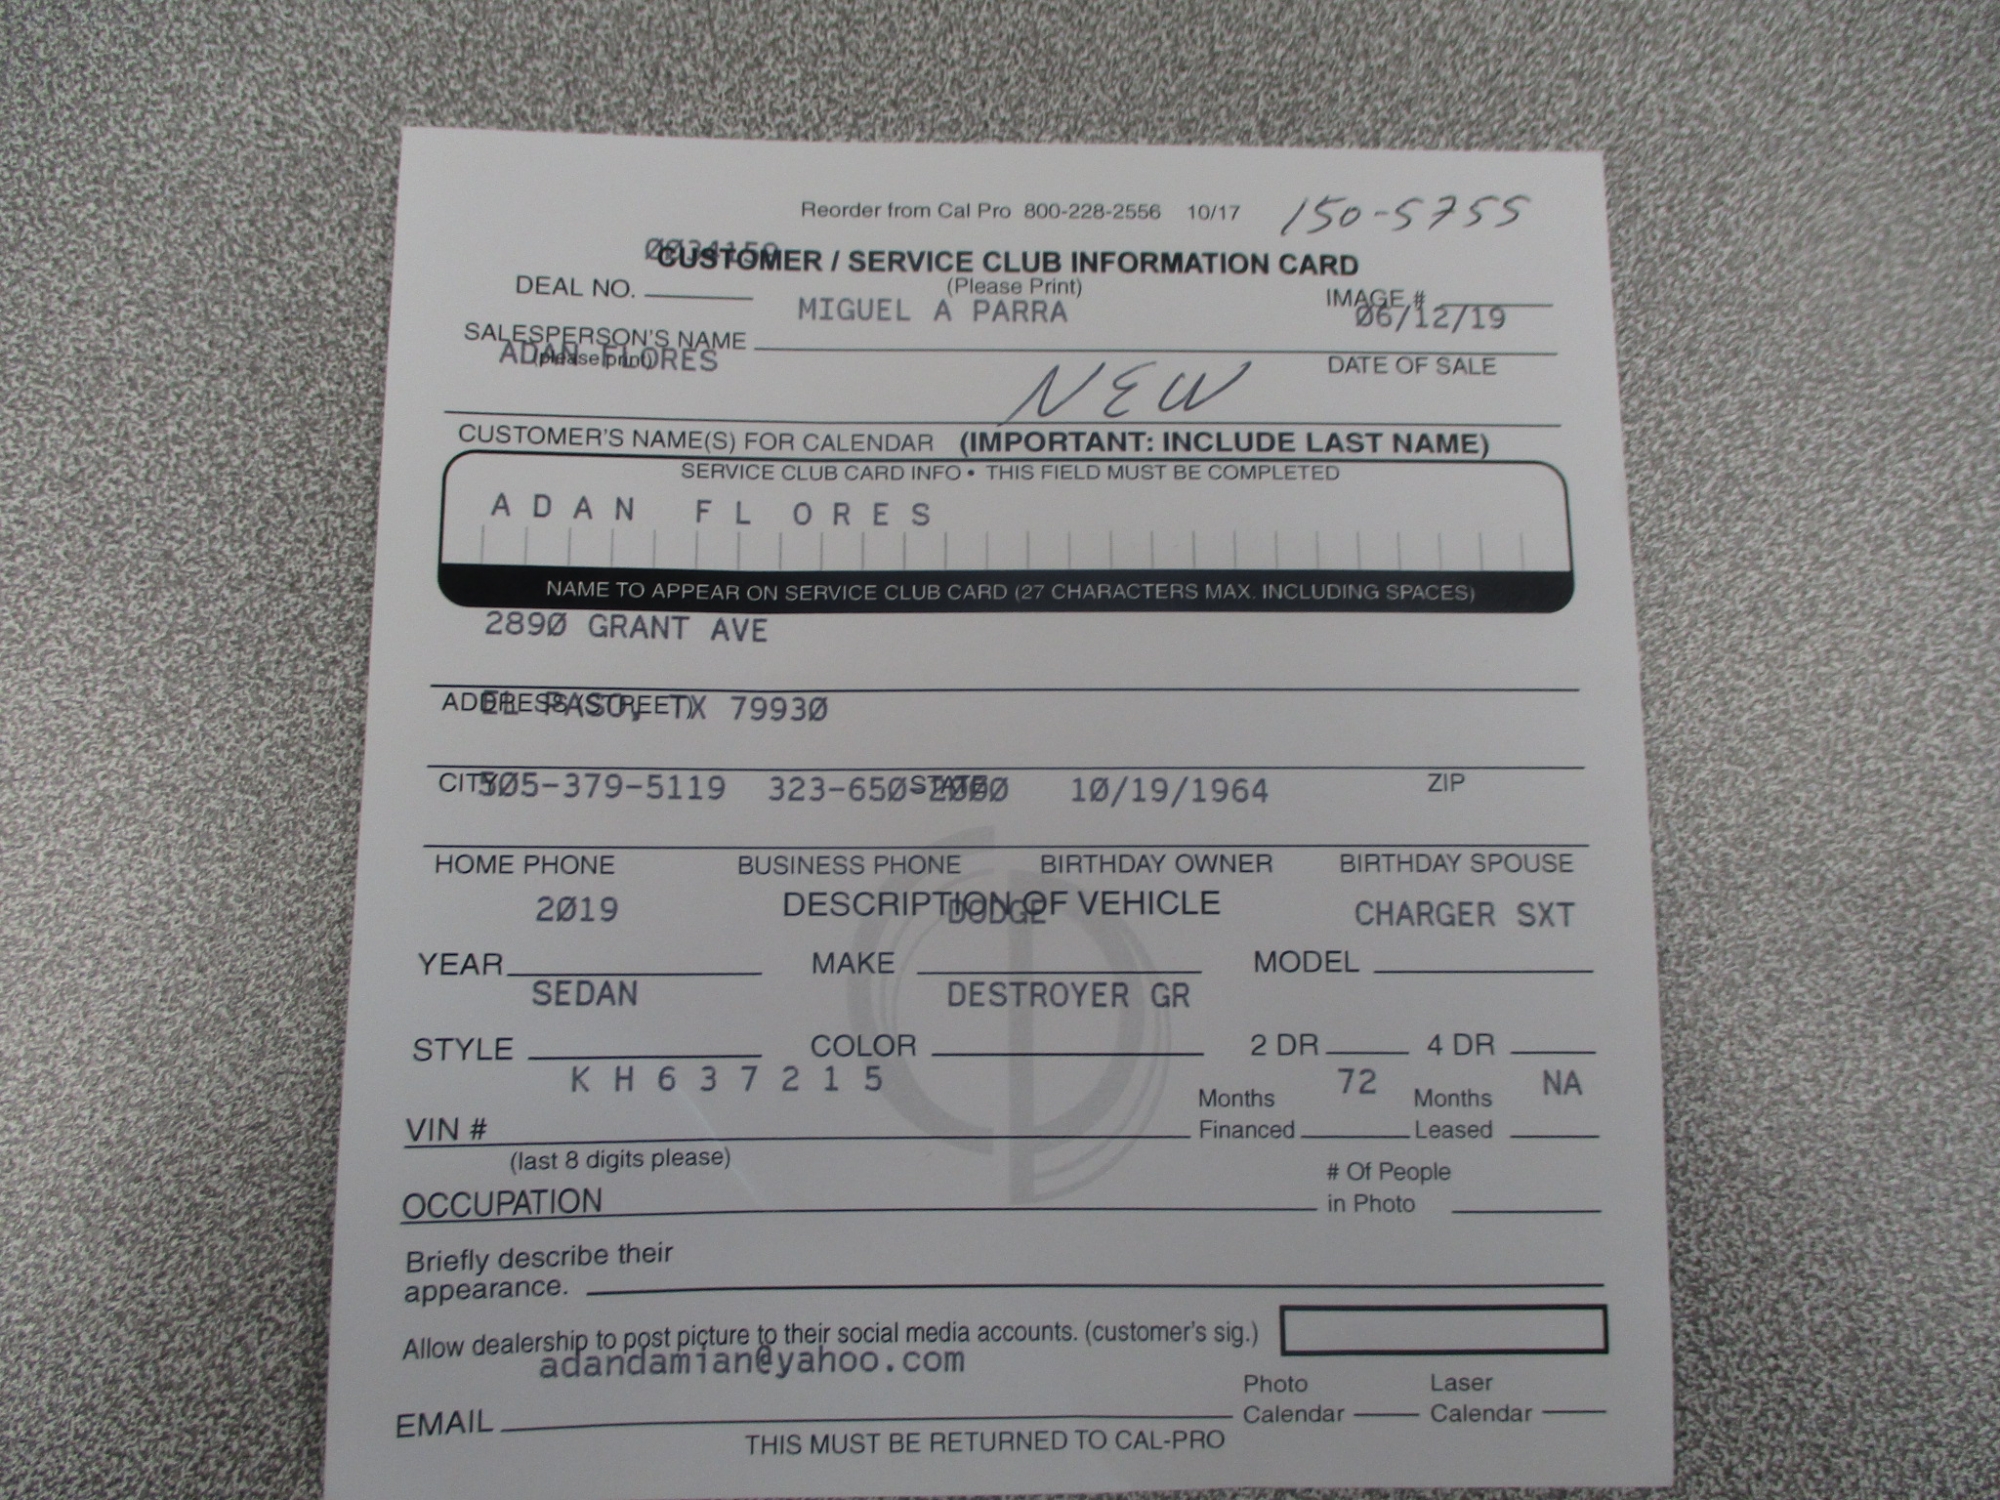 Reorder from Cal Pro 800-228-2556 10/17 150-5755
CUSTOMER / SERVICE CLUB INFORMATION CARD
DEAL NO. (Please Print) IMAGE #
MIGUEL A PARRA 06/12/19
SALESPERSON'S NAME
(please print) DATE OF SALE
ADAN FLORES
NEW
CUSTOMER'S NAME(S) FOR CALENDAR (IMPORTANT: INCLUDE LAST NAME)
SERVICE CLUB CARD INFO • THIS FIELD MUST BE COMPLETED
ADAN FLORES
NAME TO APPEAR ON SERVICE CLUB CARD (27 CHARACTERS MAX. INCLUDING SPACES)
2890 GRANT AVE
ADDRESS (STREET)
EL PASO, TX 79930
CITY STATE ZIP
505-379-5119 323-650-2000 10/19/1964
HOME PHONE BUSINESS PHONE BIRTHDAY OWNER BIRTHDAY SPOUSE
DESCRIPTION OF VEHICLE
2019 DODGE CHARGER SXT
YEAR MAKE MODEL
SEDAN DESTROYER GR
STYLE COLOR 2 DR 4 DR
KH637215 72 NA
VIN # Months Financed Months Leased
(last 8 digits please)
OCCUPATION # Of People in Photo
Briefly describe their
appearance.
Allow dealership to post picture to their social media accounts. (customer's sig.)
adandamian@yahoo.com
EMAIL Photo Calendar Laser Calendar
THIS MUST BE RETURNED TO CAL-PRO